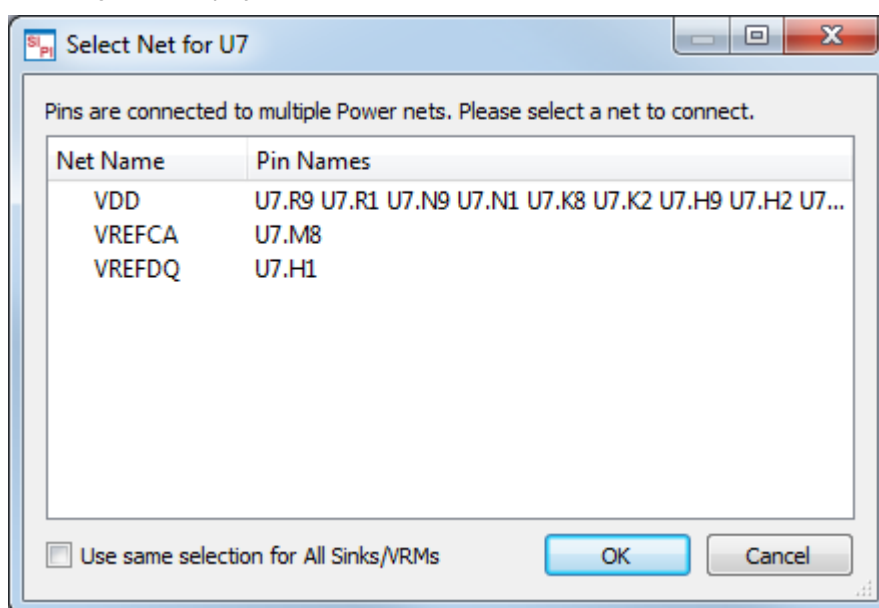 SI PI Select Net for U7
Pins are connected to multiple Power nets. Please select a net to connect.
Net Name Pin Names
VDD U7.R9 U7.R1 U7.N9 U7.N1 U7.K8 U7.K2 U7.H9 U7.H2 U7...
VREFCA U7.M8
VREFDQ U7.H1
Use same selection for All Sinks/VRMs OK Cancel